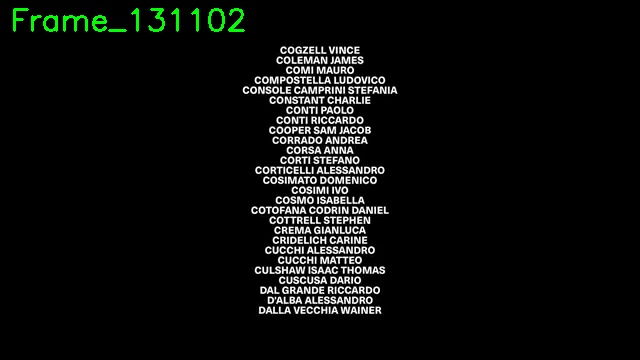 Frame_131102
COGZELL VINCE
COLEMAN JAMES
COMI MAURO
COMPOSTELLA LUDOVICO
CONSOLE CAMPRINI STEFANIA
CONSTANT CHARLIE
CONTI PAOLO
CONTI RICCARDO
COOPER SAM JACOB
CORRADO ANDREA
CORSA ANNA
CORTI STEFANO
CORTICELLI ALESSANDRO
COSIMATO DOMENICO
COSIMI IVO
COSMO ISABELLA
COTOFANA CODRIN DANIEL
COTTRELL STEPHEN
CREMA GIANLUCA
CRIDELICH CARINE
CUCCHI ALESSANDRO
CUCCHI MATTEO
CULSHAW ISAAC THOMAS
CUSCUSA DARIO
DAL GRANDE RICCARDO
D'ALBA ALESSANDRO
DALLA VECCHIA WAINER